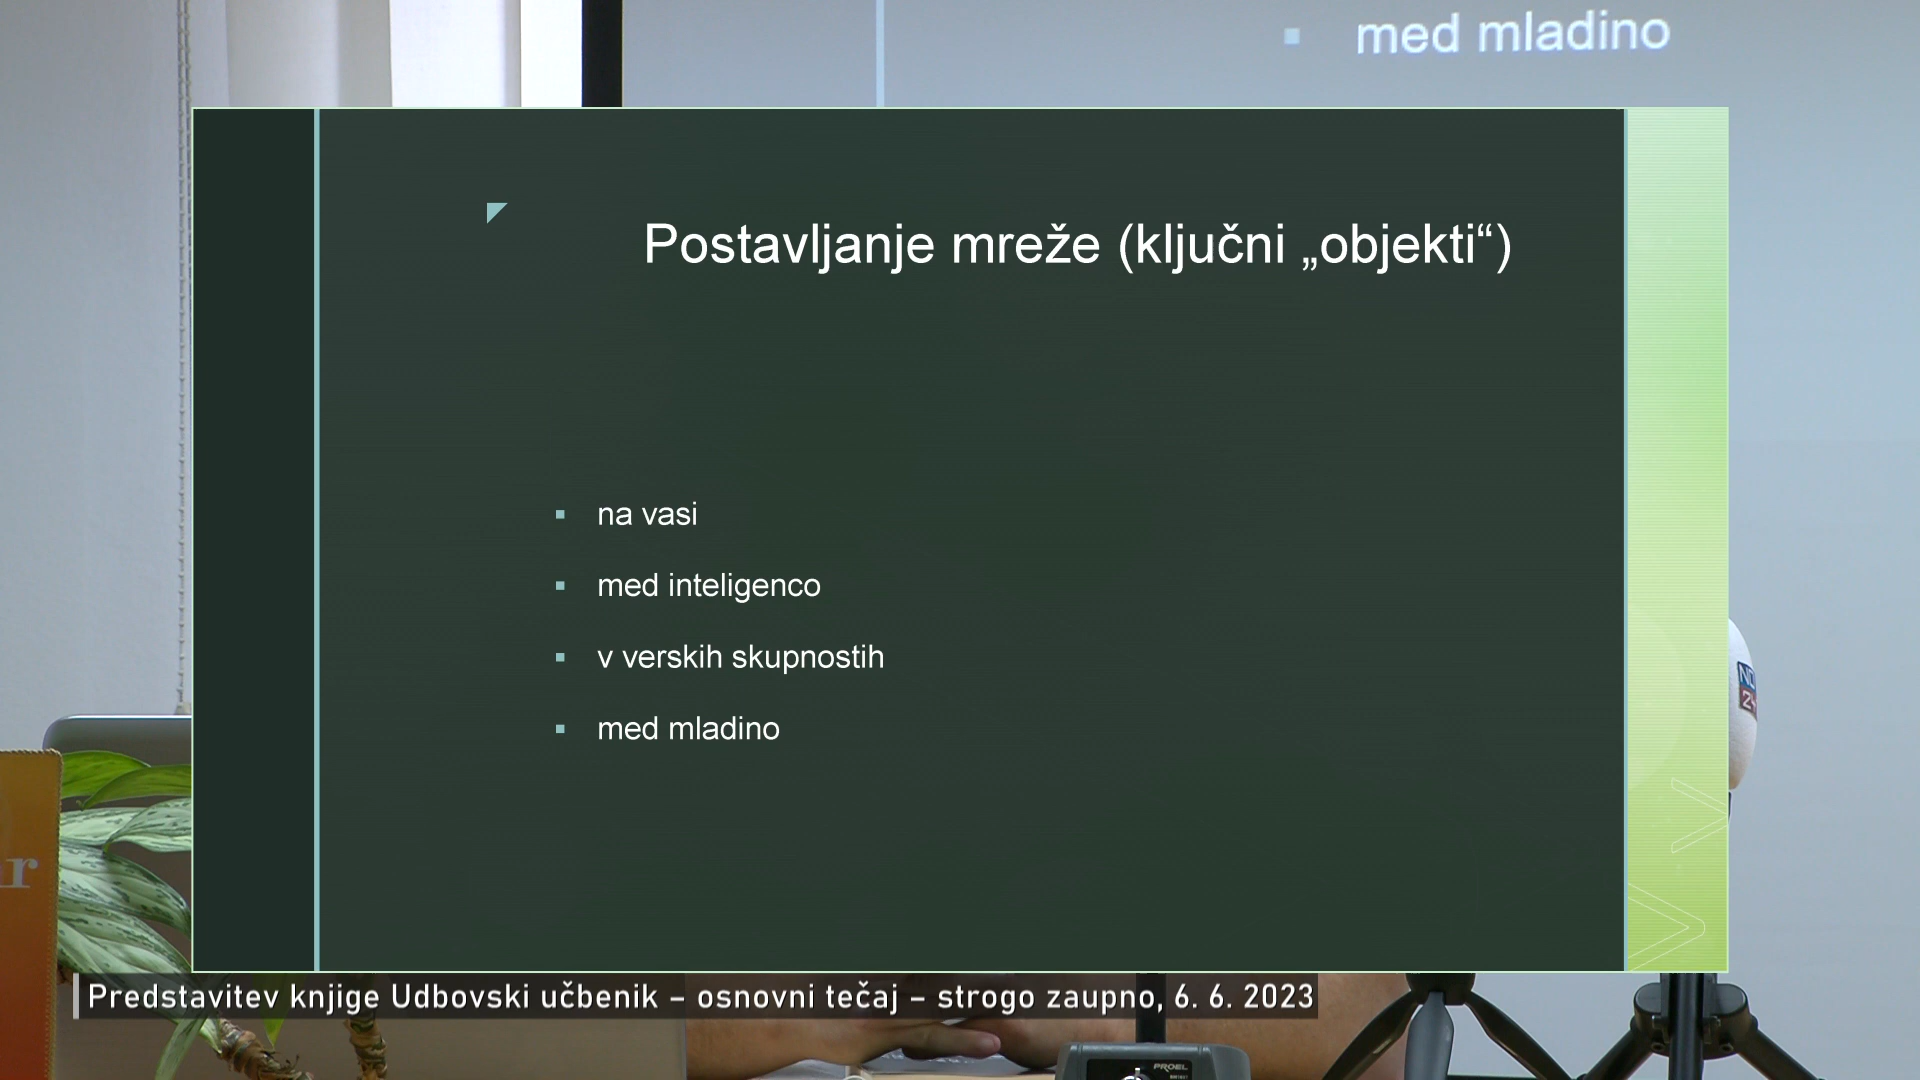 med mladino
Postavljanje mreže (ključni „objekti“)
na vasi
med inteligenco
v verskih skupnostih
med mladino
Predstavitev knjige Udbovski učbenik – osnovni tečaj – strogo zaupno, 6. 6. 2023
PROEL